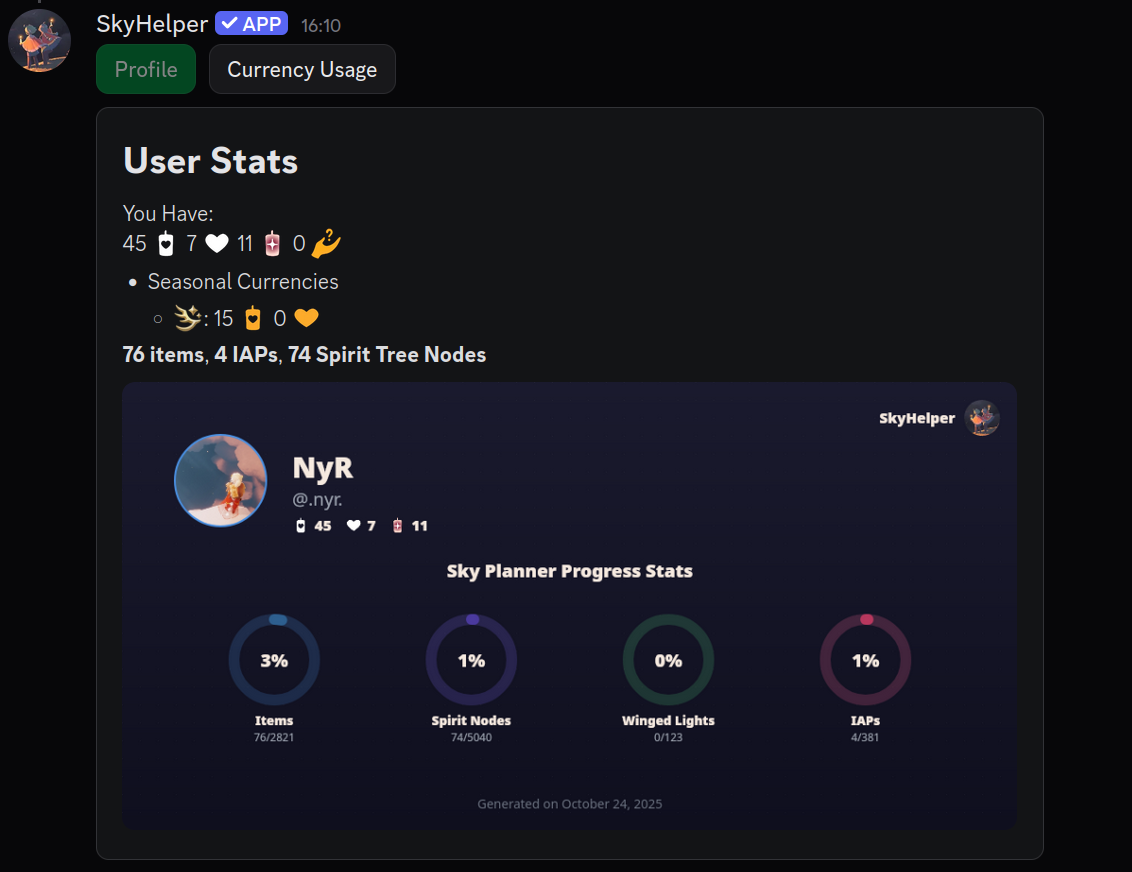 SkyHelper APP 16:10
Profile Currency Usage
User Stats
You Have:
45 7 11 0
• Seasonal Currencies
○ : 15 0
76 items, 4 IAPs, 74 Spirit Tree Nodes
SkyHelper
NyR
@.nyr.
45 7 11
Sky Planner Progress Stats
3% 1% 0% 1%
Items Spirit Nodes Winged Lights IAPs
76/2821 74/5040 0/123 4/381
Generated on October 24, 2025